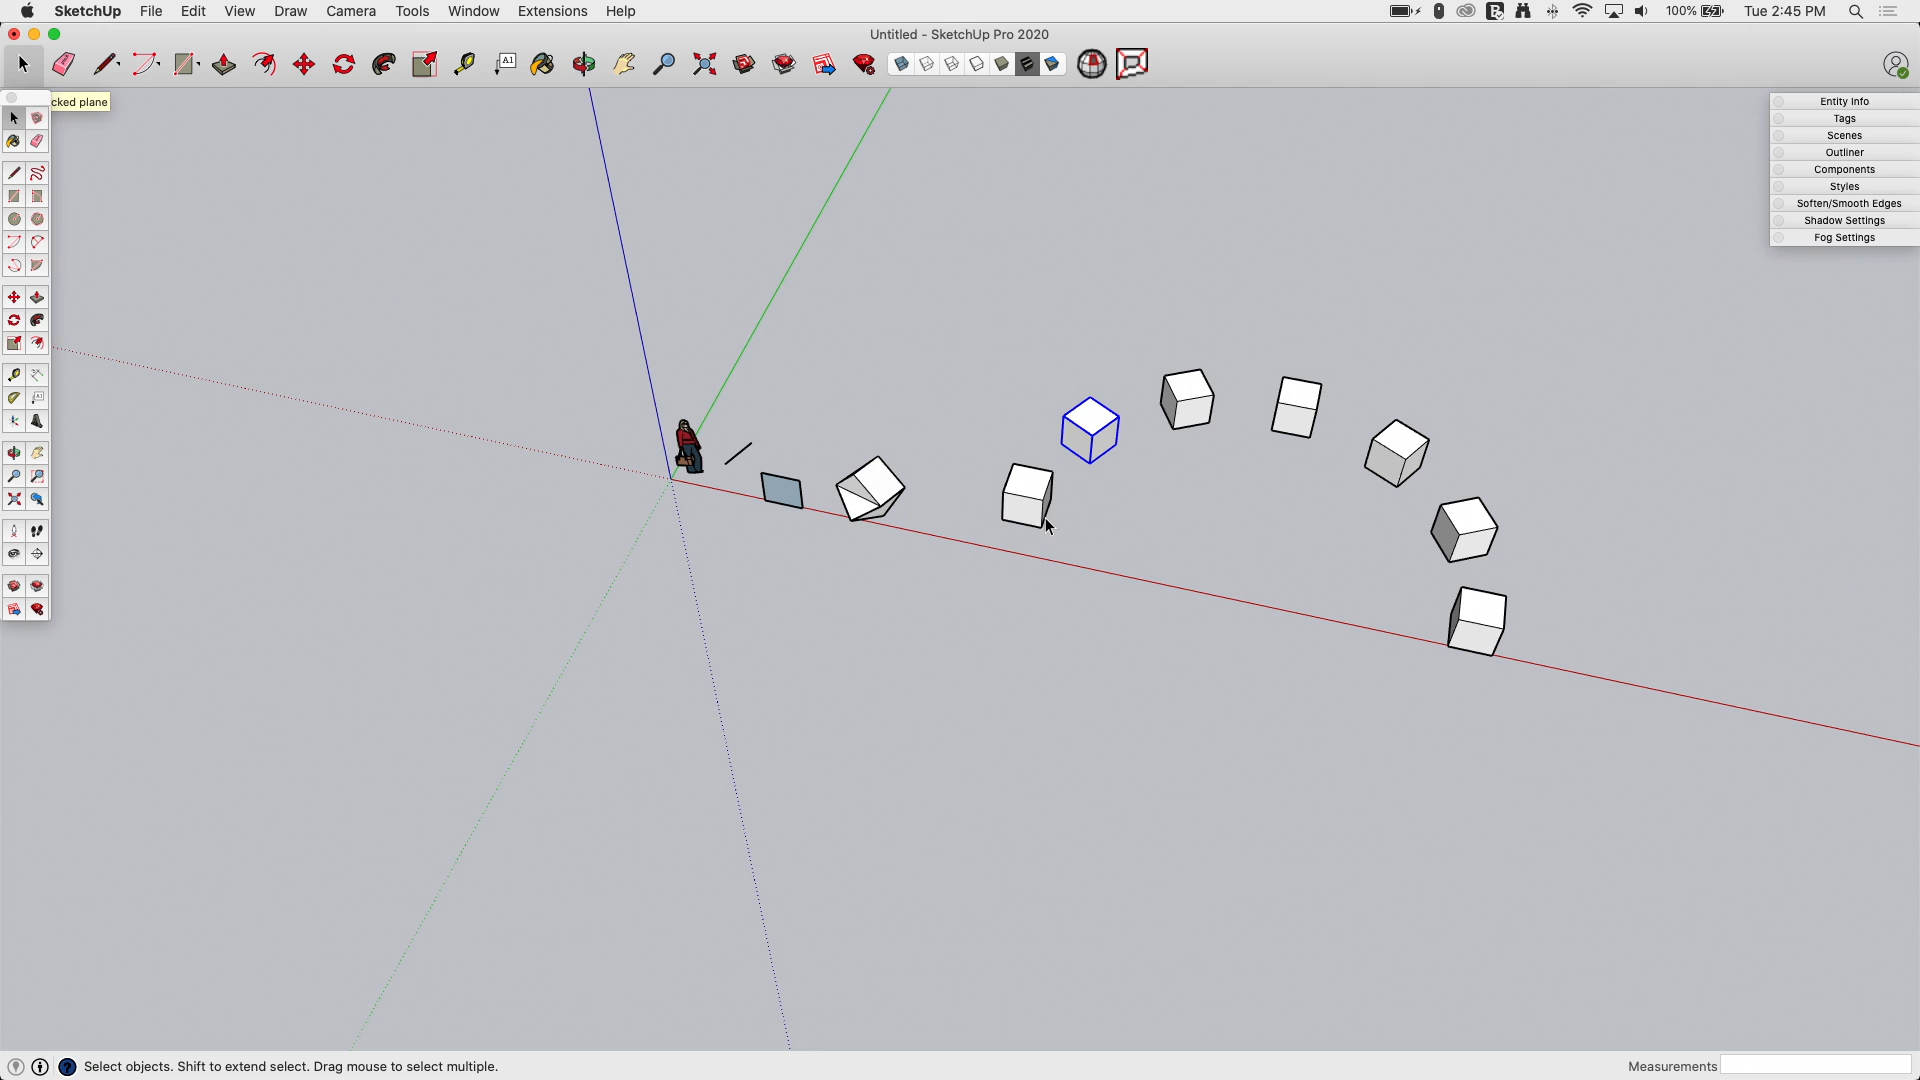 SketchUp File Edit View Draw Camera Tools Window Extensions Help 100% Tue 2:45 PM
Untitled - SketchUp Pro 2020
A1
cked plane
Entity Info
Tags
Scenes
Outliner
Components
Styles
Soften/Smooth Edges
Shadow Settings
Fog Settings
A1
Select objects. Shift to extend select. Drag mouse to select multiple.
Measurements